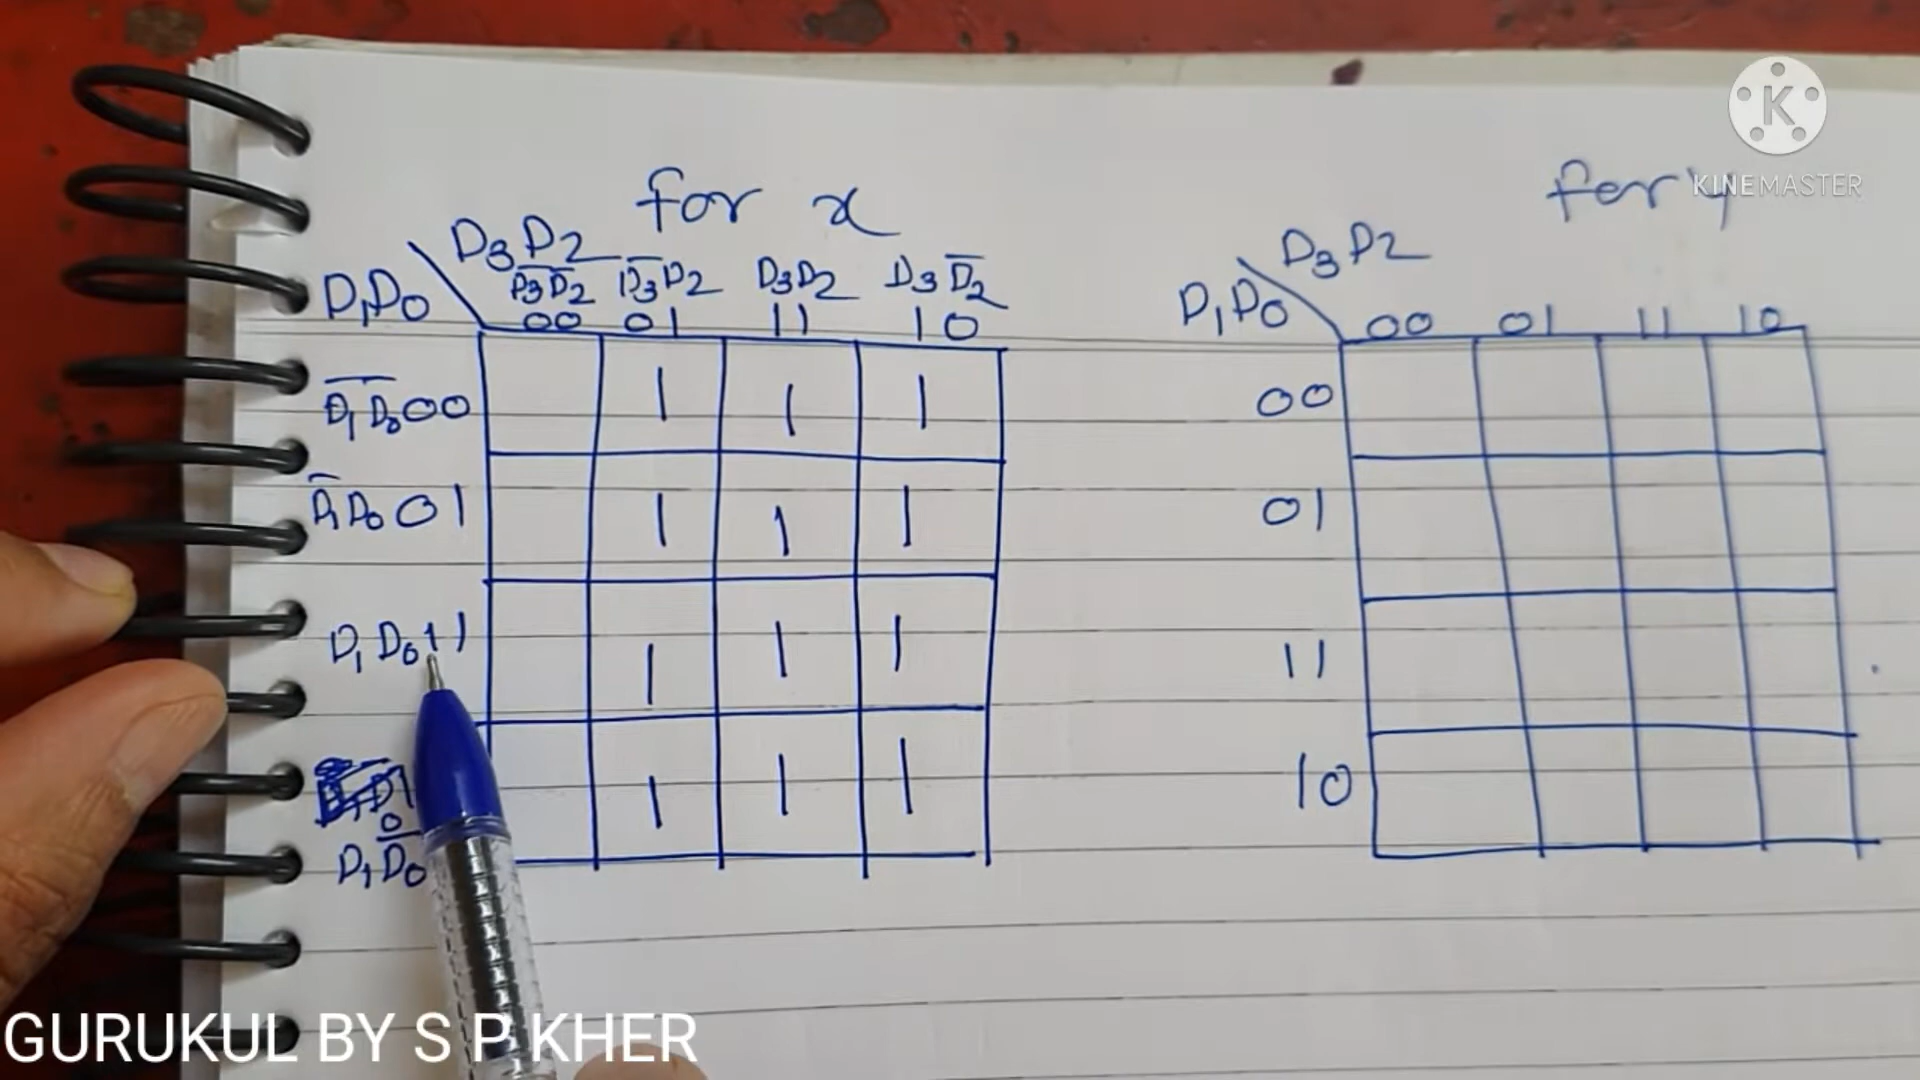 for x
for y
KINEMASTER
D3D2
D3D2
D̅3̅D̅2̅ D̅3D2 D3D2 D3D̅2
D1D0
D1D0
00 01 11 10
00 01 11 10
D̅1̅D̅0̅ 00 1 1 1
00
D̅1D0 01 1 1 1
01
D1D0 11 1 1 1
11
1 1 1
10
D1D̅0
GURUKUL BY S P KHER